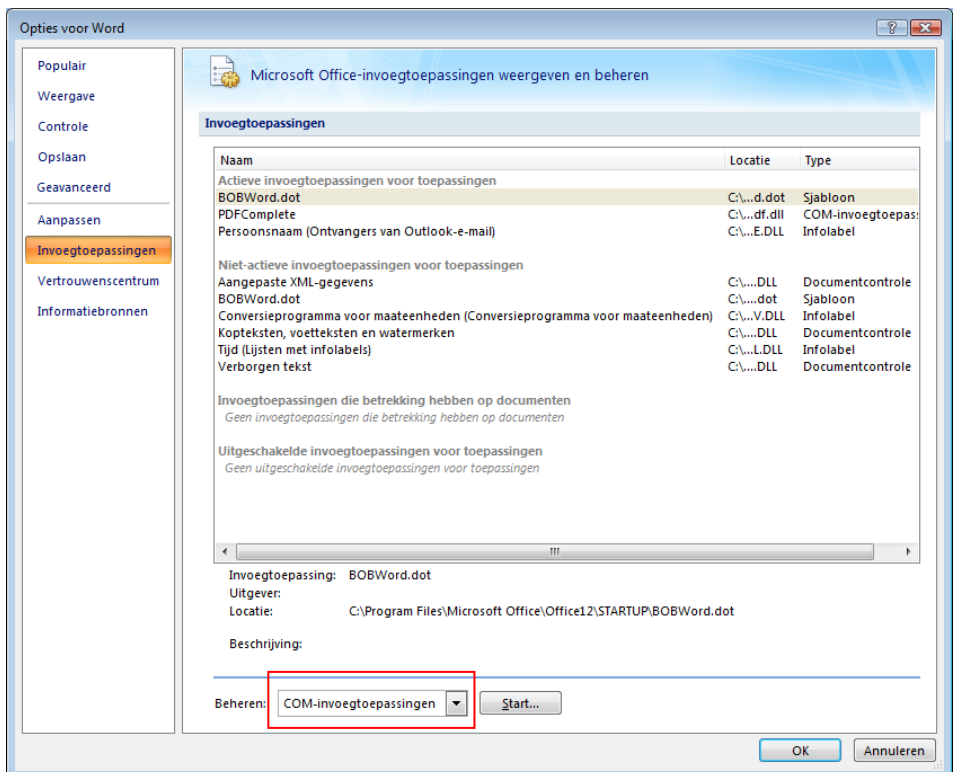 Opties voor Word
Populair
Weergave
Controle
Opslaan
Geavanceerd
Aanpassen
Invoegtoepassingen
Vertrouwenscentrum
Informatiebronnen
Microsoft Office-invoegtoepassingen weergeven en beheren
Invoegtoepassingen
Naam Locatie Type
Actieve invoegtoepassingen voor toepassingen
BOBWord.dot C:\...d.dot Sjabloon
PDFComplete C:\...df.dll COM-invoegtoepas
Persoonsnaam (Ontvangers van Outlook-e-mail) C:\...E.DLL Infolabel
Niet-actieve invoegtoepassingen voor toepassingen
Aangepaste XML-gegevens C:\....DLL Documentcontrole
BOBWord.dot C:\....dot Sjabloon
Conversieprogramma voor maateenheden (Conversieprogramma voor maateenheden) C:\...V.DLL Infolabel
Kopteksten, voetteksten en watermerken C:\....DLL Documentcontrole
Tijd (Lijsten met infolabels) C:\...L.DLL Infolabel
Verborgen tekst C:\....DLL Documentcontrole
Invoegtoepassingen die betrekking hebben op documenten
Geen invoegtoepassingen die betrekking hebben op documenten
Uitgeschakelde invoegtoepassingen voor toepassingen
Geen uitgeschakelde invoegtoepassingen voor toepassingen
Invoegtoepassing: BOBWord.dot
Uitgever:
Locatie: C:\Program Files\Microsoft Office\Office12\STARTUP\BOBWord.dot
Beschrijving:
Beheren: COM-invoegtoepassingen Start...
OK Annuleren